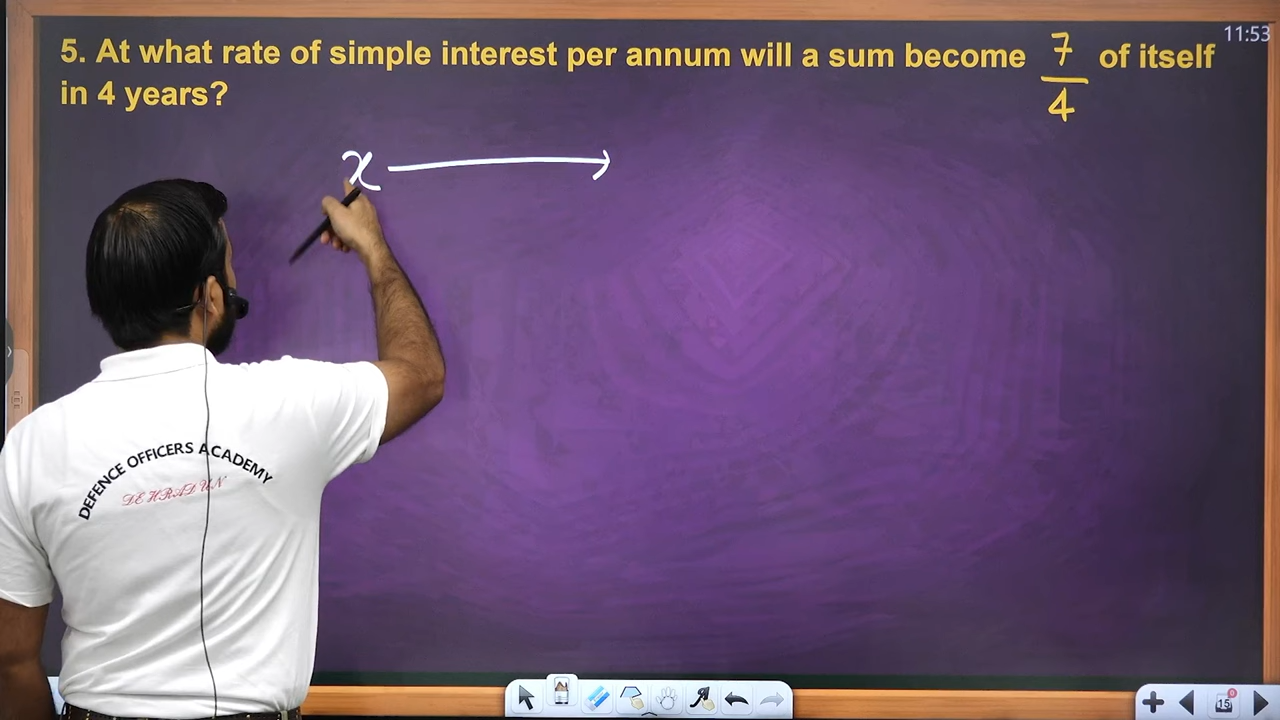 11:53
5. At what rate of simple interest per annum will a sum become 7/4 of itself
in 4 years?
x →
DEFENCE OFFICERS ACADEMY
DEHRADUN
15